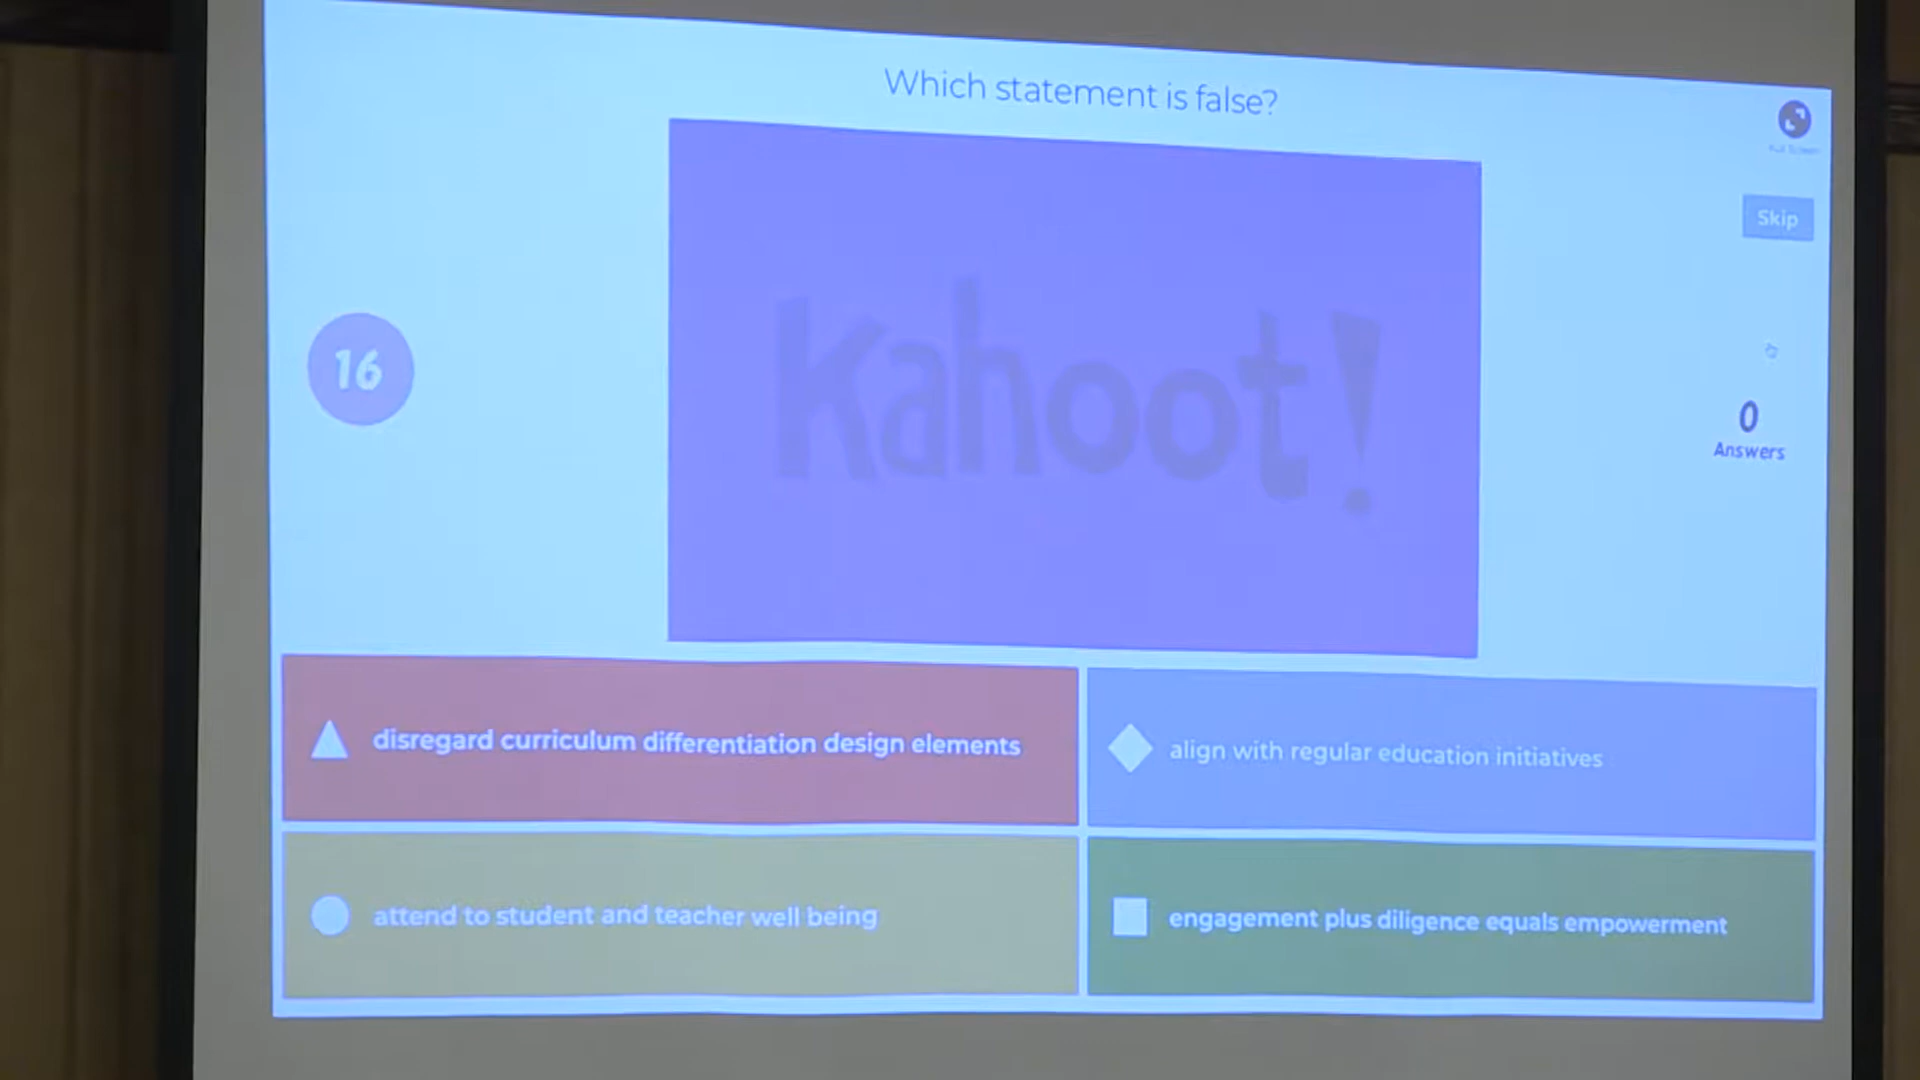 Which statement is false?
Skip
16
Kahoot!
0
Answers
disregard curriculum differentiation design elements
align with regular education initiatives
attend to student and teacher well being
engagement plus diligence equals empowerment